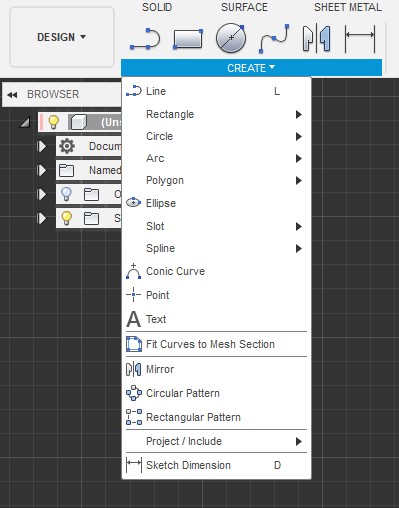 SOLID SURFACE SHEET METAL
DESIGN
CREATE
BROWSER
Line L
(Uns
Rectangle
Circle
Docum
Arc
Named
Polygon
Ellipse
O
Slot
S
Spline
Conic Curve
Point
A Text
Fit Curves to Mesh Section
Mirror
Circular Pattern
Rectangular Pattern
Project / Include
Sketch Dimension D